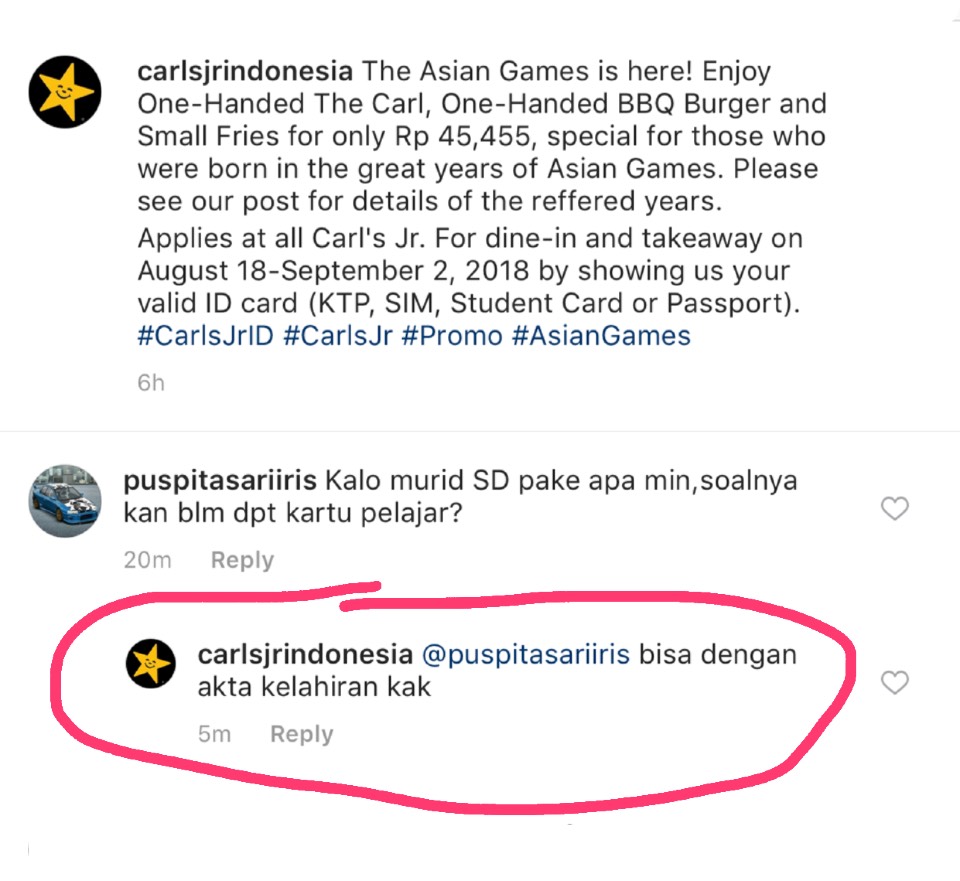 carlsjrindonesia The Asian Games is here! Enjoy
One-Handed The Carl, One-Handed BBQ Burger and
Small Fries for only Rp 45,455, special for those who
were born in the great years of Asian Games. Please
see our post for details of the reffered years.
Applies at all Carl's Jr. For dine-in and takeaway on
August 18-September 2, 2018 by showing us your
valid ID card (KTP, SIM, Student Card or Passport).
#CarlsJrID #CarlsJr #Promo #AsianGames
6h
puspitasariiris Kalo murid SD pake apa min,soalnya
kan blm dpt kartu pelajar?
20m Reply
carlsjrindonesia @puspitasariiris bisa dengan
akta kelahiran kak
5m Reply